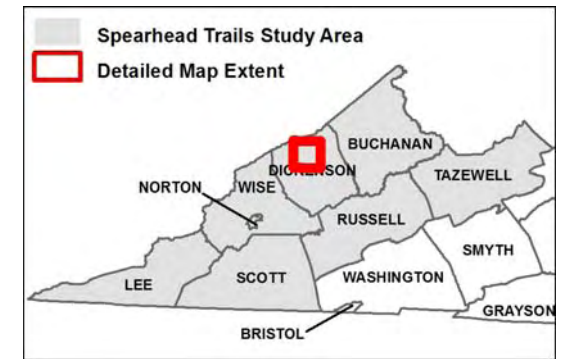 Spearhead Trails Study Area
Detailed Map Extent
BUCHANAN
DICKENSON
TAZEWELL
NORTON
WISE
RUSSELL
SMYTH
LEE
SCOTT
WASHINGTON
GRAYSON
BRISTOL